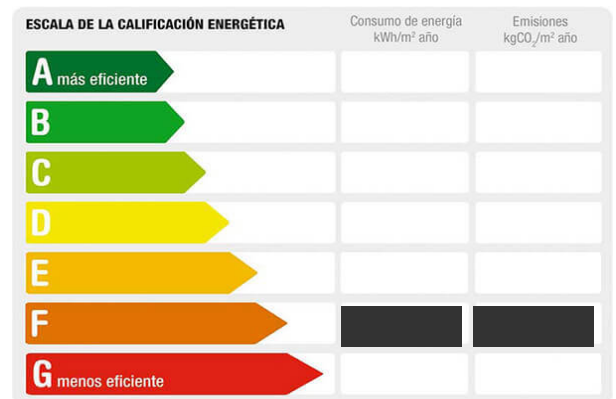 ESCALA DE LA CALIFICACIÓN ENERGÉTICA
Consumo de energía
kWh/m² año
Emisiones
kgCO₂/m² año
A más eficiente
B
C
D
E
F
G menos eficiente